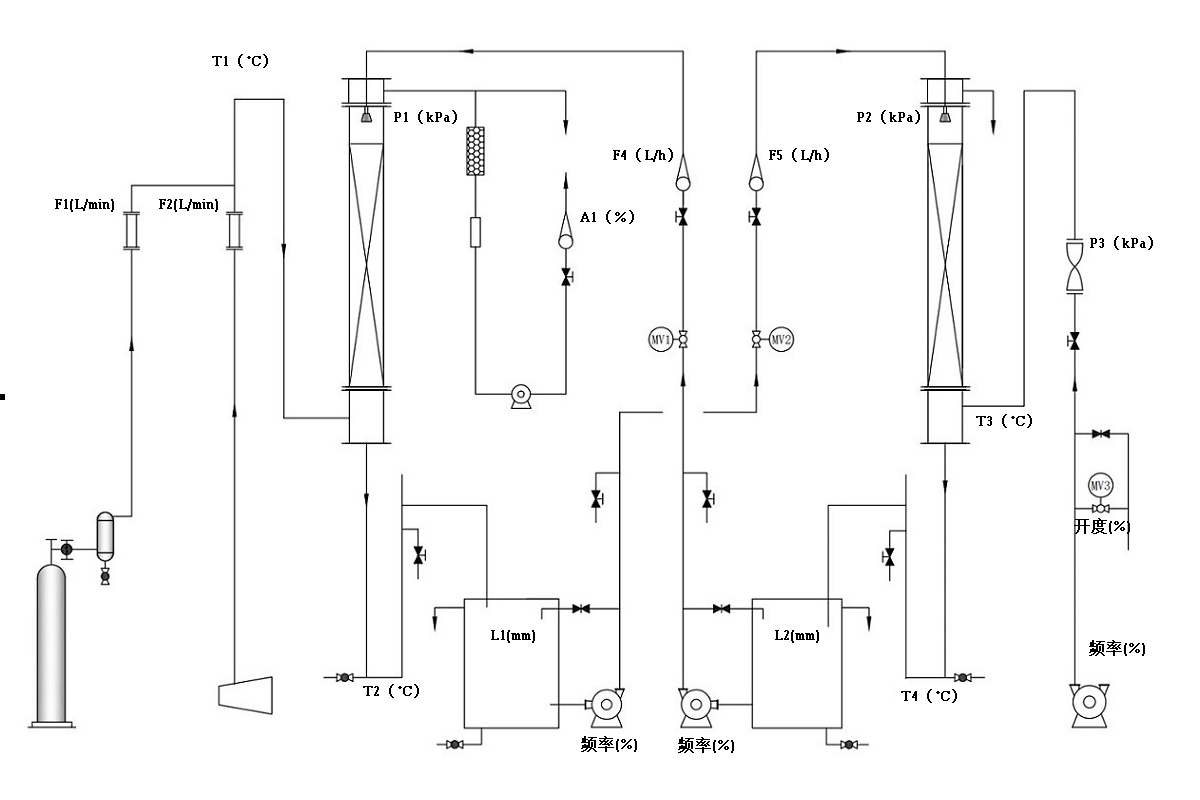 T1（℃）
P1（kPa）
P2（kPa）
F4（L/h）
F5（L/h）
F1(L/min)
F2(L/min)
A1（%）
P3（kPa）
MV1
MV2
T3（℃）
MV3
开度(%)
L1(mm)
L2(mm)
频率(%)
T2（℃）
T4（℃）
频率(%)
频率(%)